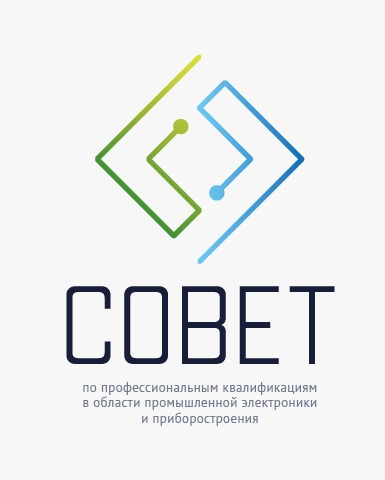 СОВЕТ
по профессиональным квалификациям
в области промышленной электроники
и приборостроения